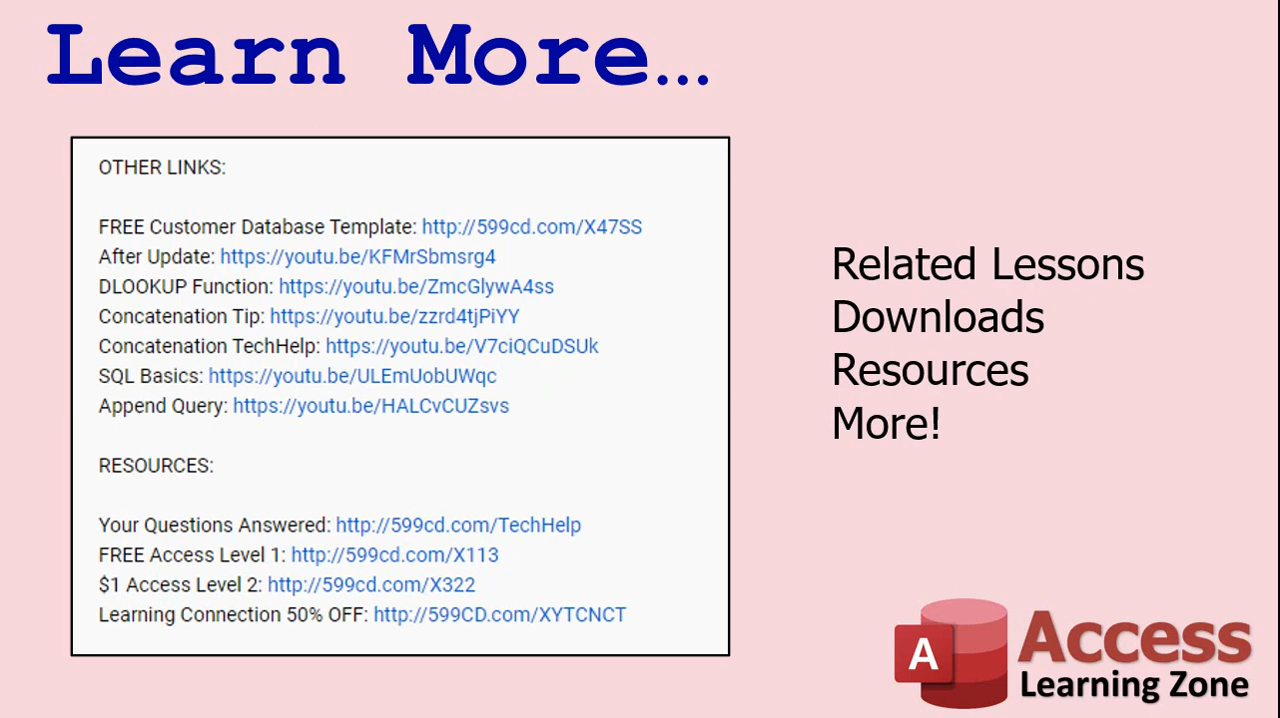 Learn More...
OTHER LINKS:
FREE Customer Database Template: http://599cd.com/X47SS
After Update: https://youtu.be/KFMrSbmsrg4
DLOOKUP Function: https://youtu.be/ZmcGlywA4ss
Concatenation Tip: https://youtu.be/zzrd4tjPiYY
Concatenation TechHelp: https://youtu.be/V7ciQCuDSUk
SQL Basics: https://youtu.be/ULEmUobUWqc
Append Query: https://youtu.be/HALCvCUZsvs
RESOURCES:
Your Questions Answered: http://599cd.com/TechHelp
FREE Access Level 1: http://599cd.com/X113
$1 Access Level 2: http://599cd.com/X322
Learning Connection 50% OFF: http://599CD.com/XYTCNCT
Related Lessons
Downloads
Resources
More!
A
Access
Learning Zone